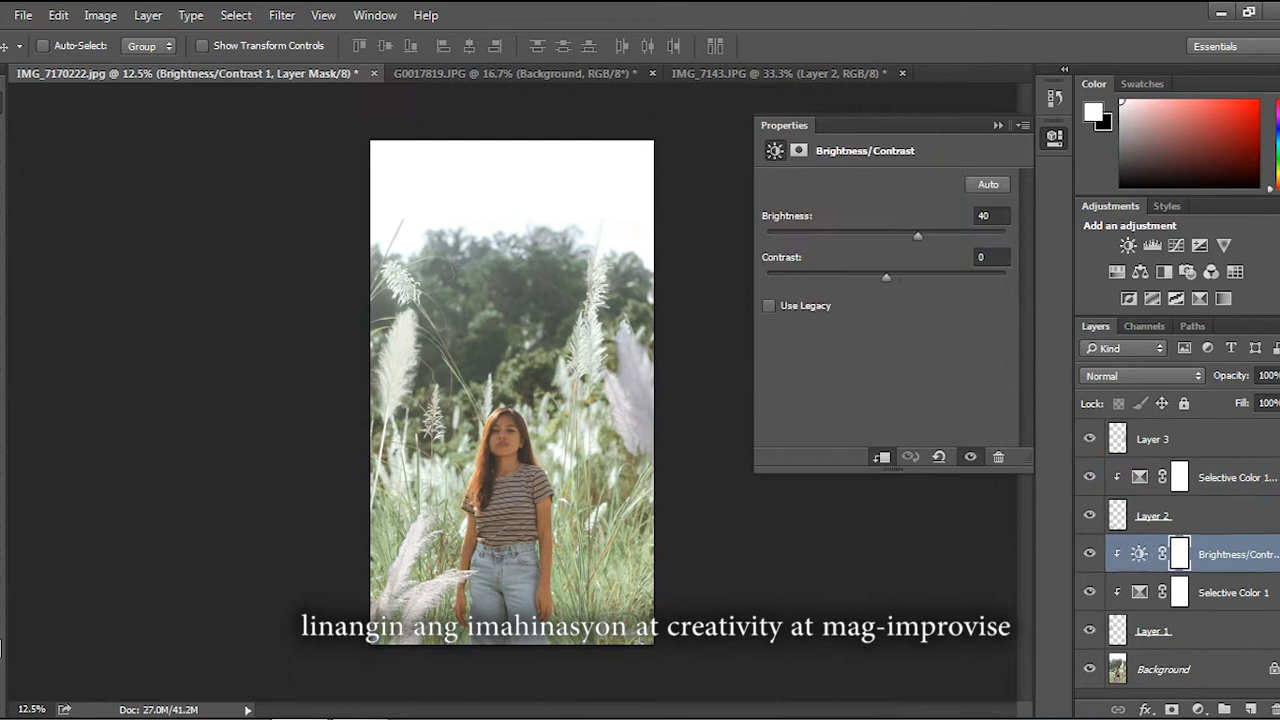 File Edit Image Layer Type Select Filter View Window Help
Auto-Select: Group Show Transform Controls Essentials
IMG_7170222.jpg @ 12.5% (Brightness/Contrast 1, Layer Mask/8) * × G0017819.JPG @ 16.7% (Background, RGB/8*) * × IMG_7143.JPG @ 33.3% (Layer 2, RGB/8) * ×
Color Swatches
Properties
Brightness/Contrast
Auto
Brightness: 40
Contrast: 0
Use Legacy
Adjustments Styles
Add an adjustment
Layers Channels Paths
Kind
Normal Opacity: 100%
Lock: Fill: 100%
Layer 3
Selective Color 1...
Layer 2
Brightness/Contr...
Selective Color 1
Layer 1
Background
linangin ang imahinasyon at creativity at mag-improvise
12.5% Doc: 27.0M/41.2M